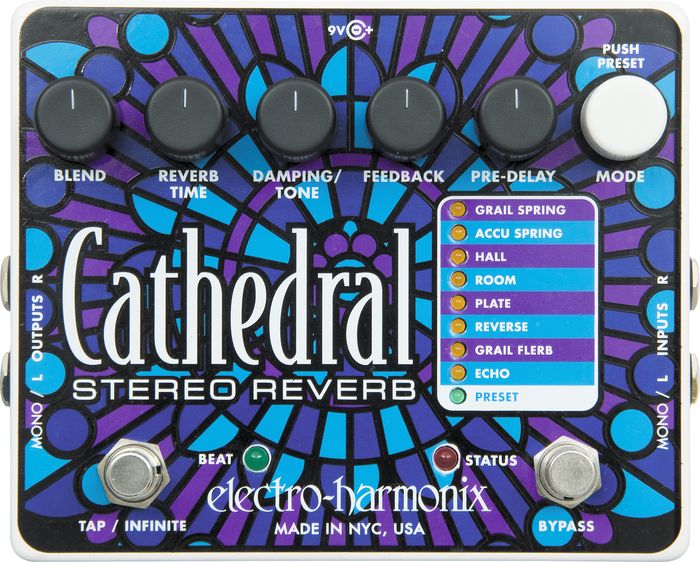 9V +
PUSH
PRESET
BLEND
REVERB
TIME
DAMPING/
TONE
FEEDBACK
PRE-DELAY
MODE
GRAIL SPRING
ACCU SPRING
HALL
ROOM
PLATE
REVERSE
GRAIL FLERB
ECHO
PRESET
Cathedral
STEREO REVERB
MONO / L OUTPUTS R
MONO / L INPUTS R
BEAT
STATUS
electro-harmonix
TAP / INFINITE
MADE IN NYC, USA
BYPASS